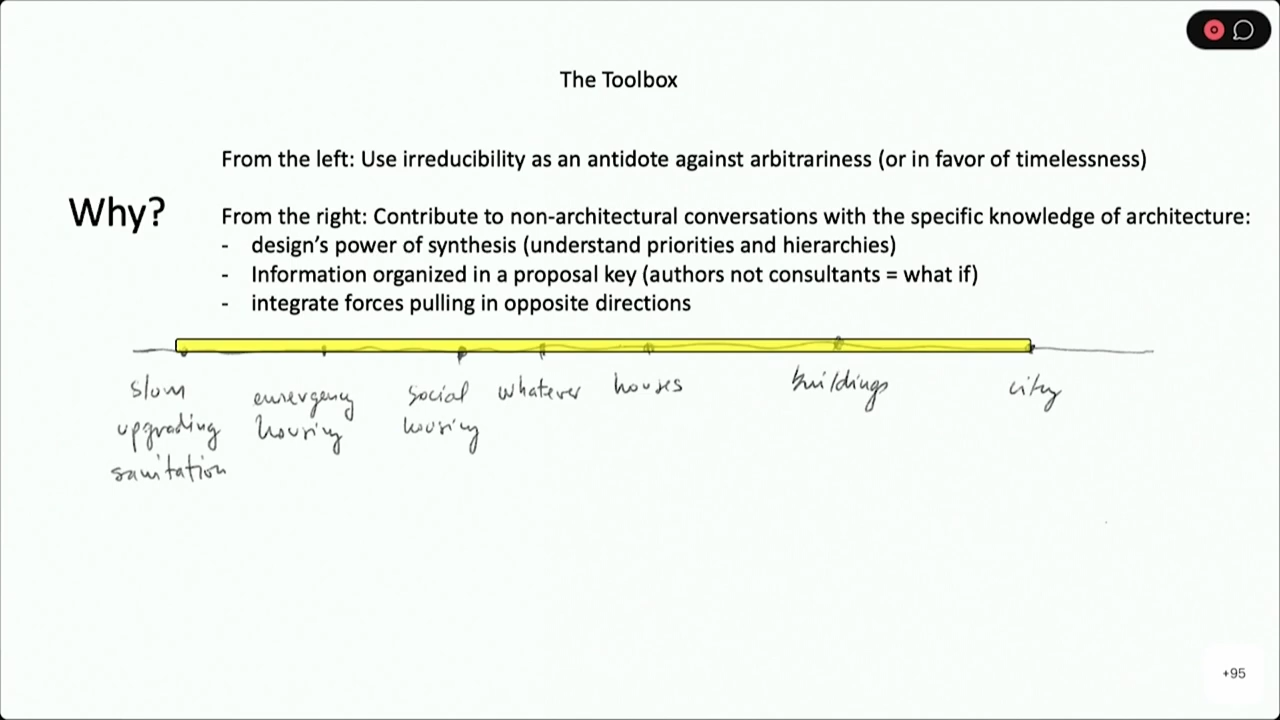 The Toolbox
From the left: Use irreducibility as an antidote against arbitrariness (or in favor of timelessness)
Why?
From the right: Contribute to non-architectural conversations with the specific knowledge of architecture:
- design's power of synthesis (understand priorities and hierarchies)
- Information organized in a proposal key (authors not consultants = what if)
- integrate forces pulling in opposite directions
slum upgrading sanitation
emergency housing
social housing
whatever
houses
buildings
city
+95